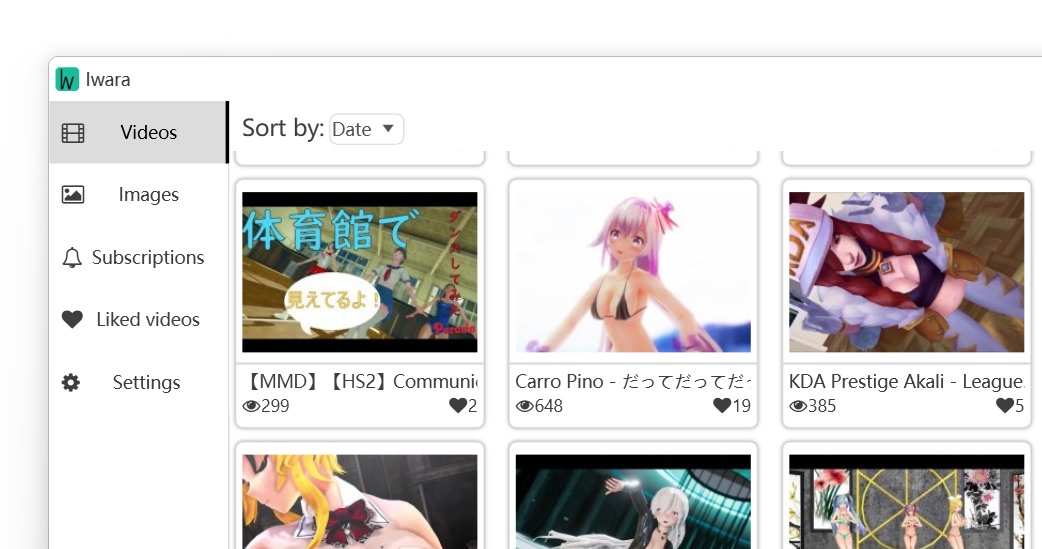 Iwara
Videos
Images
Subscriptions
Liked videos
Settings
Sort by: Date
体育館で
ダンスしてみた
見えてるよ！
【MMD】【HS2】Communic
299 2
Carro Pino - だってだってだっ
648 19
KDA Prestige Akali - League
385 5